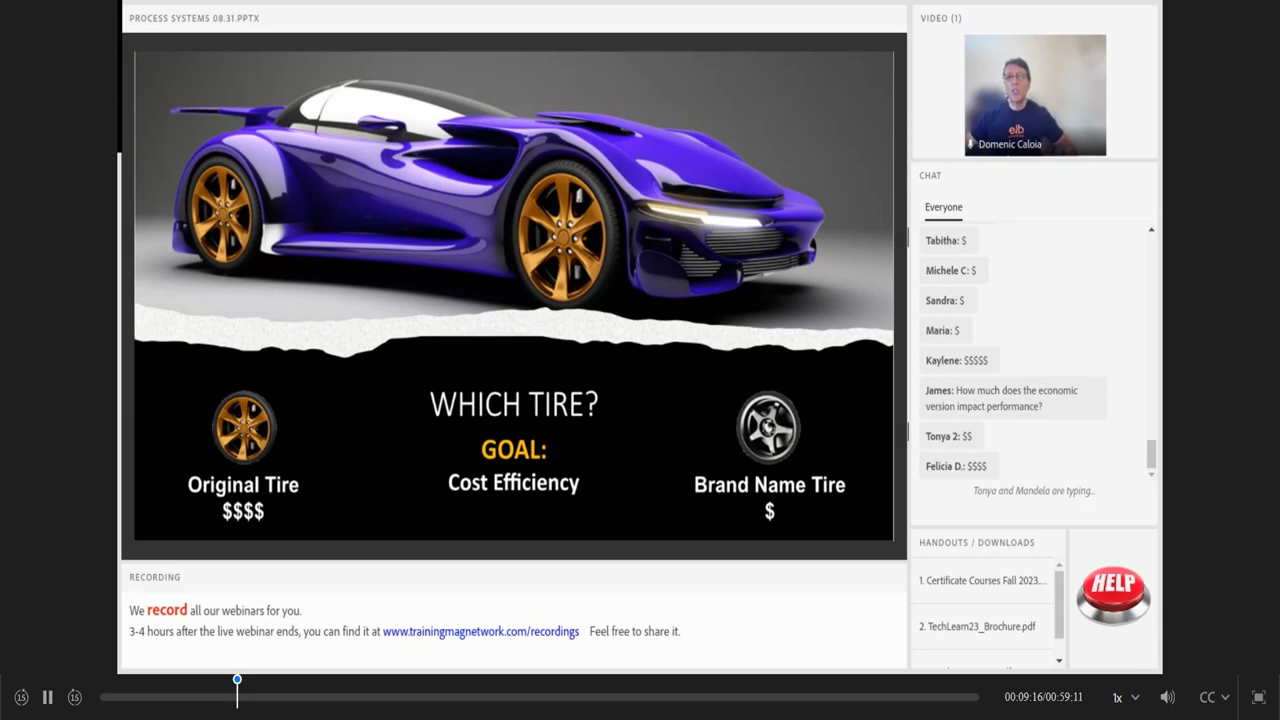 PROCESS SYSTEMS 08.31.PPTX
WHICH TIRE?
GOAL:
Cost Efficiency
Original Tire
$$$$
Brand Name Tire
$
RECORDING
We record all our webinars for you.
3-4 hours after the live webinar ends, you can find it at www.trainingmagnetwork.com/recordings Feel free to share it.
VIDEO (1)
eib
Domenic Caloia
CHAT
Everyone
Tabitha: $
Michele C: $
Sandra: $
Maria: $
Kaylene: $$$$$
James: How much does the economic
version impact performance?
Tonya 2: $$
Felicia D.: $$$$
Tonya and Mandela are typing..
HANDOUTS / DOWNLOADS
1. Certificate Courses Fall 2023....
2. TechLearn23_Brochure.pdf
HELP
15
15
00:09:16/00:59:11
1x
CC